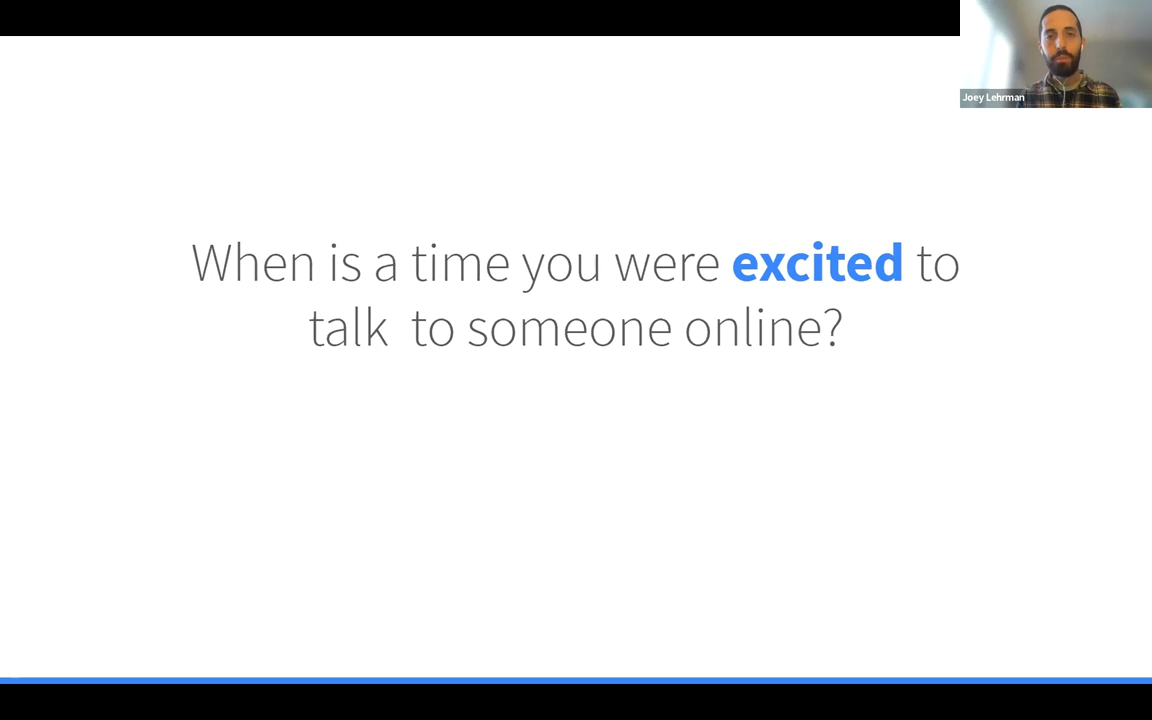 Joey Lehrman
When is a time you were excited to
talk  to someone online?